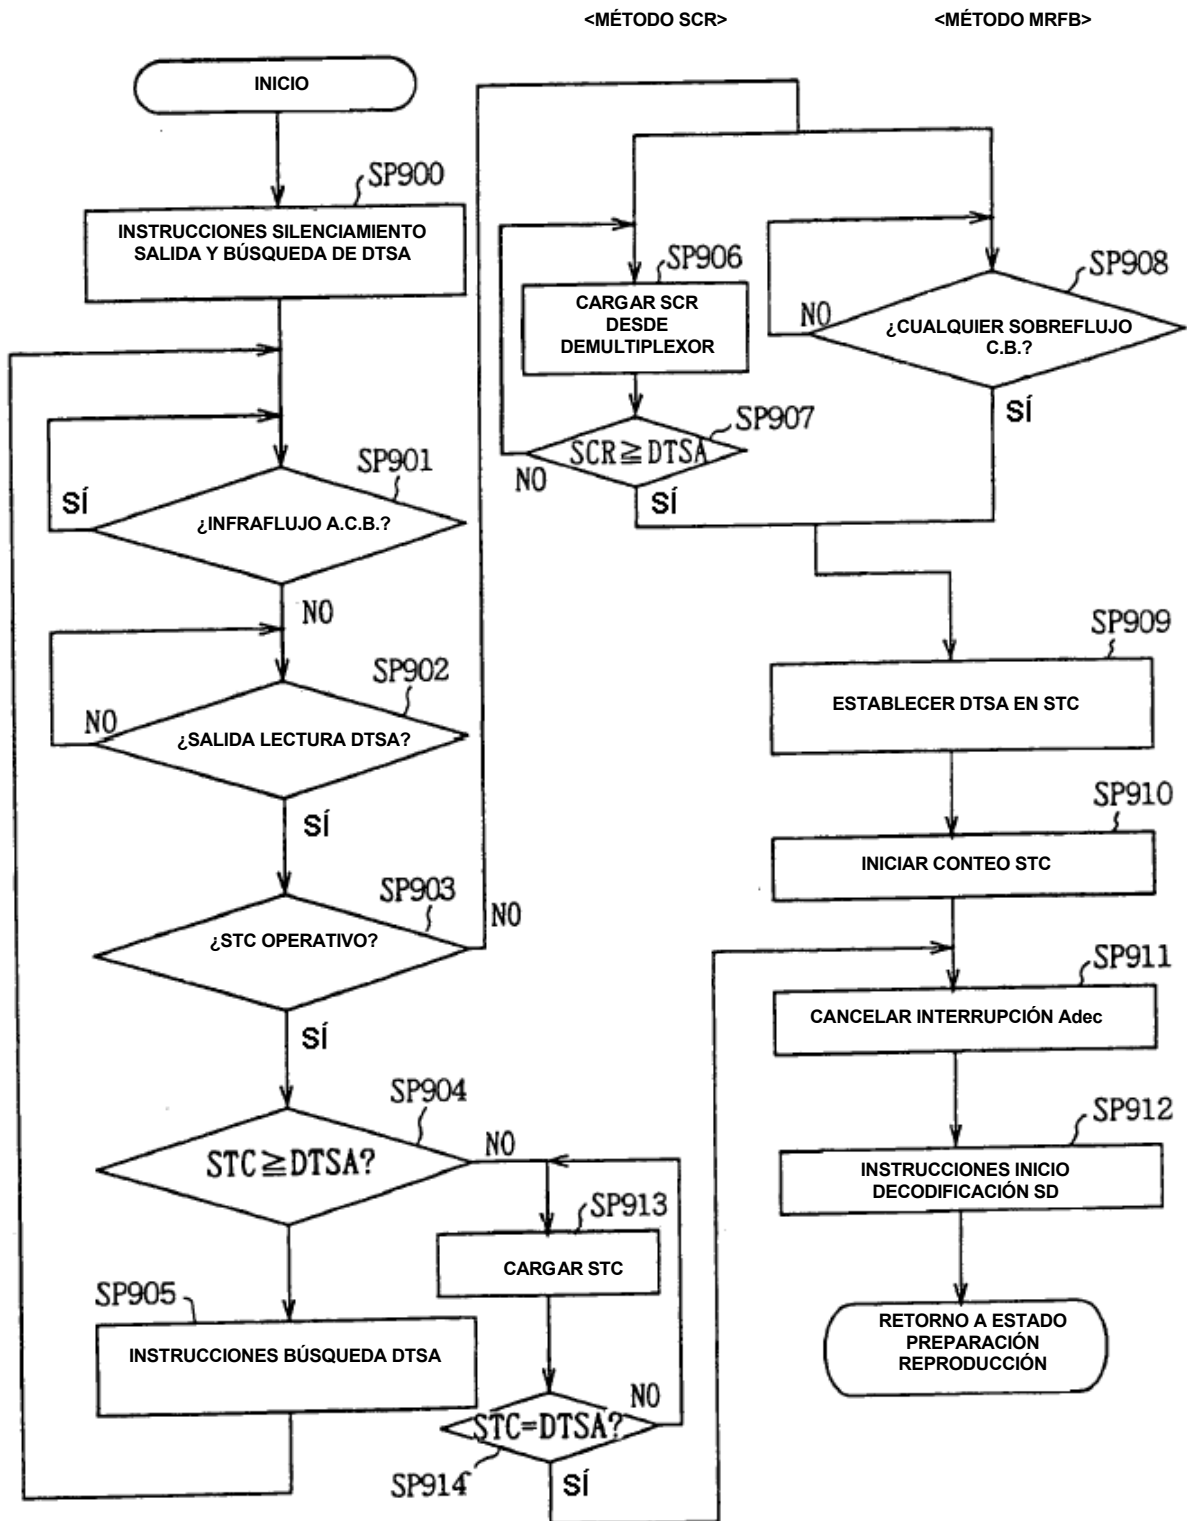 <MÉTODO SCR>
<MÉTODO MRFB>
INICIO
SP900
INSTRUCCIONES SILENCIAMIENTO
SALIDA Y BÚSQUEDA DE DTSA
SP901
SÍ
¿INFRAFLUJO A.C.B.?
NO
SP902
NO
¿SALIDA LECTURA DTSA?
SÍ
SP903
NO
¿STC OPERATIVO?
SÍ
SP904
NO
STC≧DTSA?
SP905
INSTRUCCIONES BÚSQUEDA DTSA
SP913
CARGAR STC
NO
STC=DTSA?
SP914
SÍ
SP906
CARGAR SCR
DESDE
DEMULTIPLEXOR
SP907
SCR≧DTSA
NO
SÍ
SP908
NO
¿CUALQUIER SOBREFLUJO
C.B.?
SÍ
SP909
ESTABLECER DTSA EN STC
SP910
INICIAR CONTEO STC
SP911
CANCELAR INTERRUPCIÓN Adec
SP912
INSTRUCCIONES INICIO
DECODIFICACIÓN SD
RETORNO A ESTADO
PREPARACIÓN
REPRODUCCIÓN